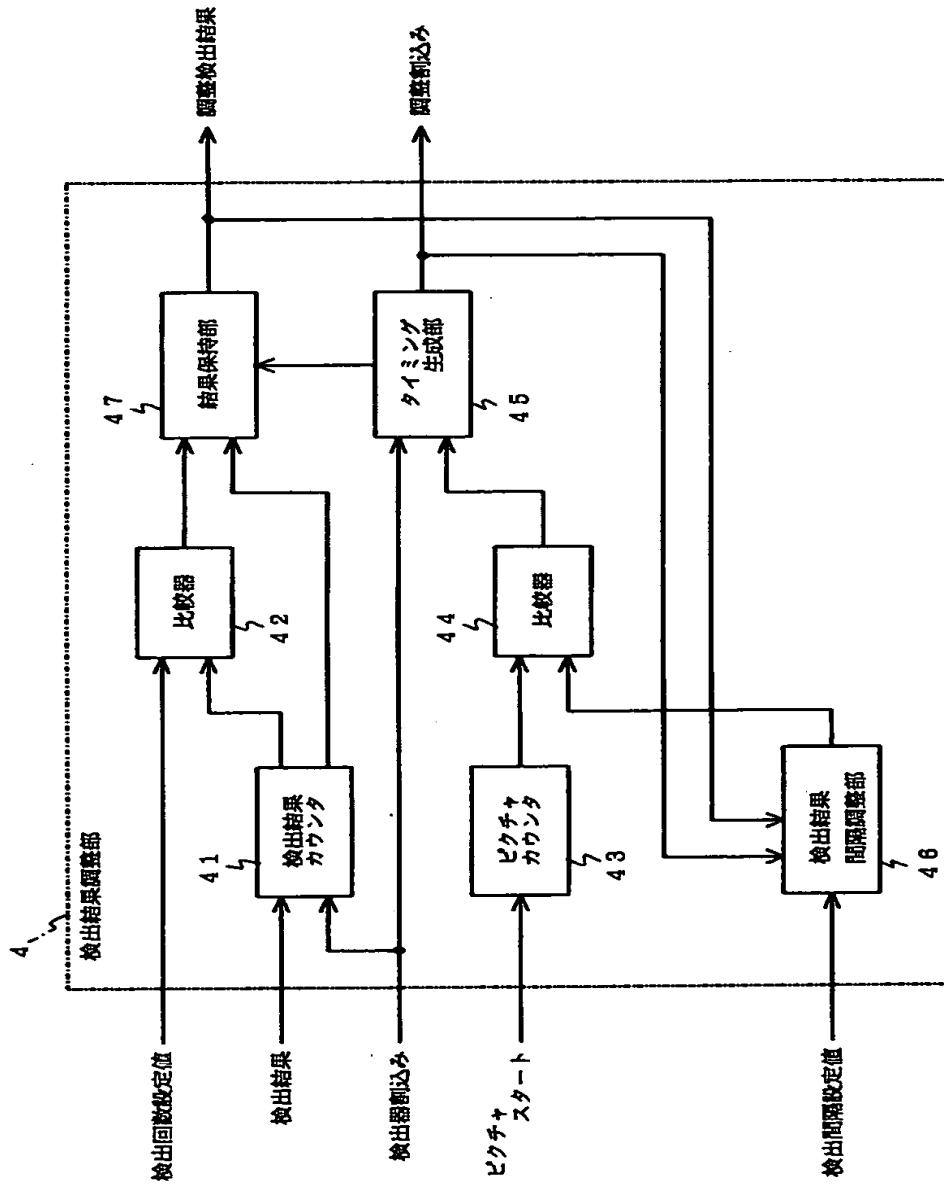 4
検出結果調整部
検出回数設定値
検出結果
検出器割込み
ピクチャ
スタート
検出間隔設定値
検出結果
カウンタ
41
比較器
42
ピクチャ
カウンタ
43
比較器
44
タイミング
生成部
45
検出結果
間隔調整部
46
結果保持部
47
調整検出結果
調整割込み